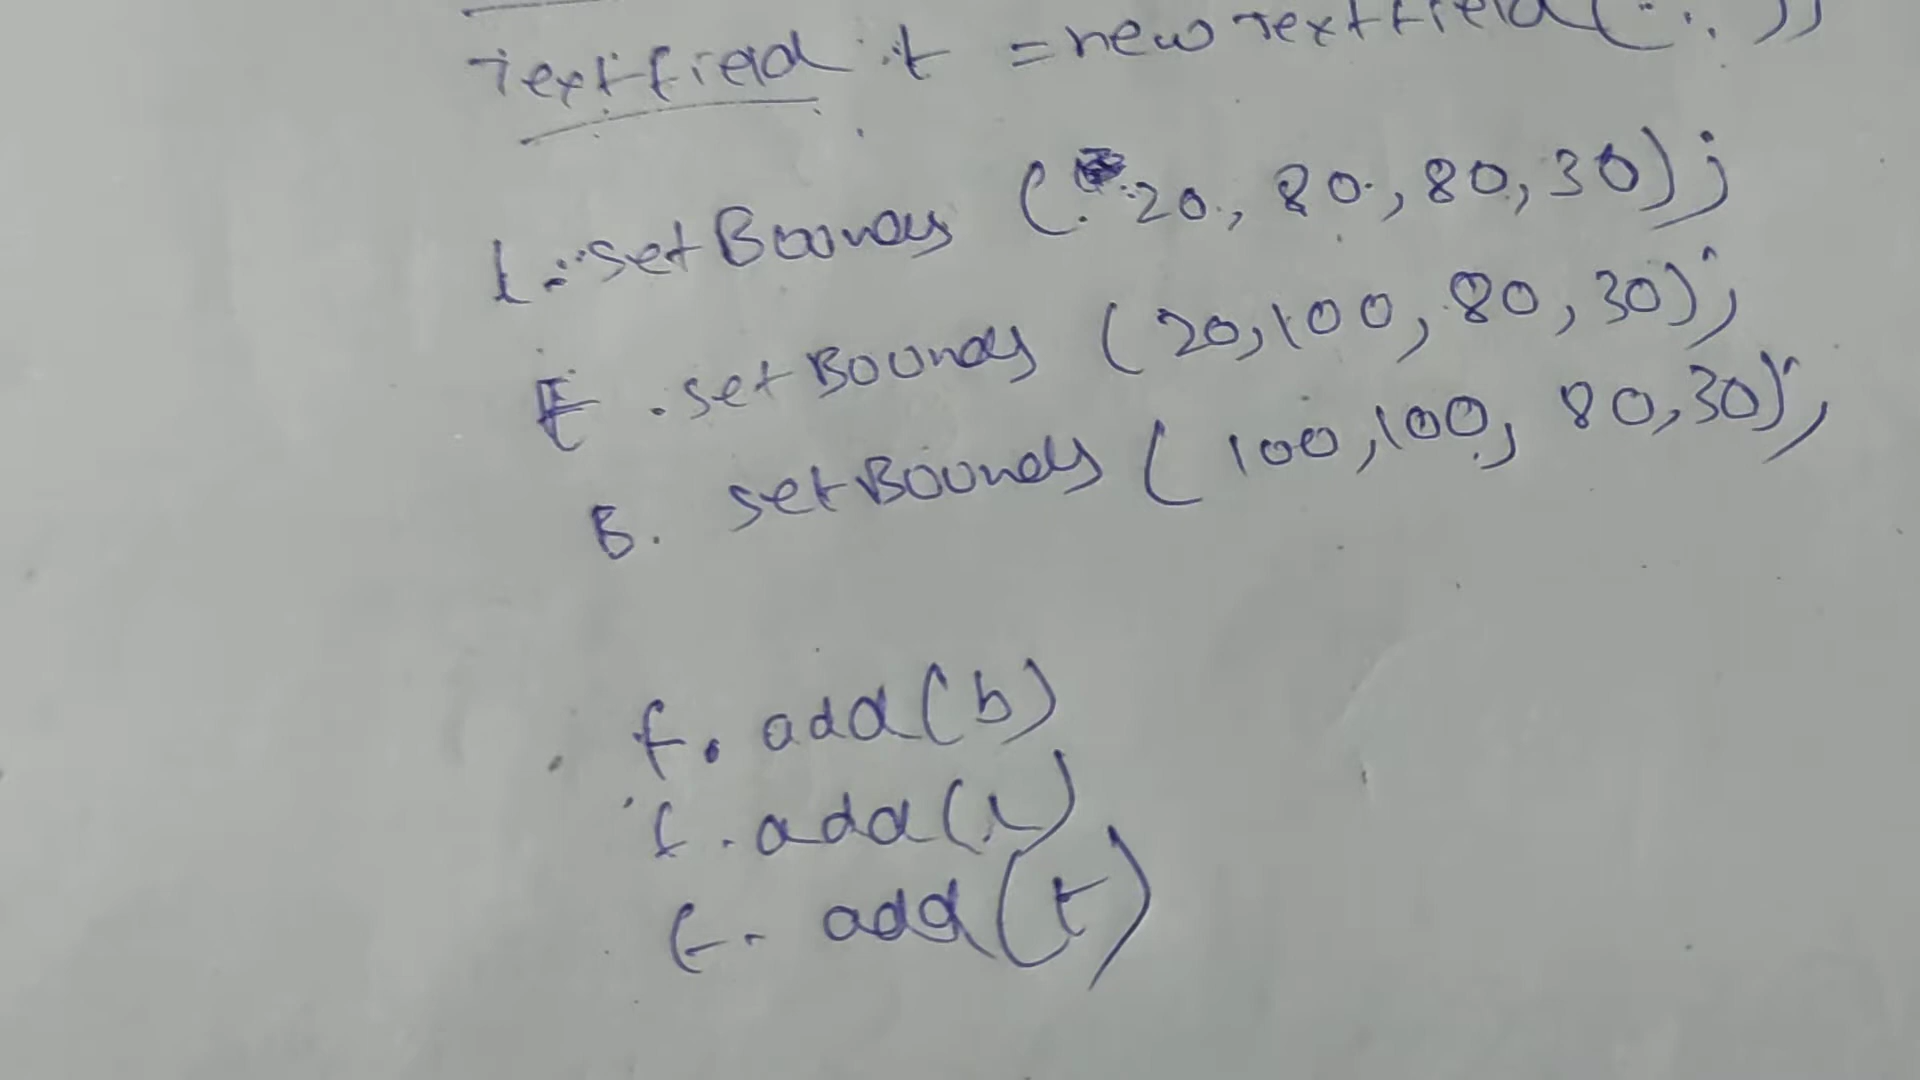 Textfield t = new Textfield(
l.setBounds (20, 80, 80, 30);
t .setBounds (20,100, 80, 30);
B. setBounds (100,100, 80,30);
f. add(b)
f.add(l)
f. add(t)